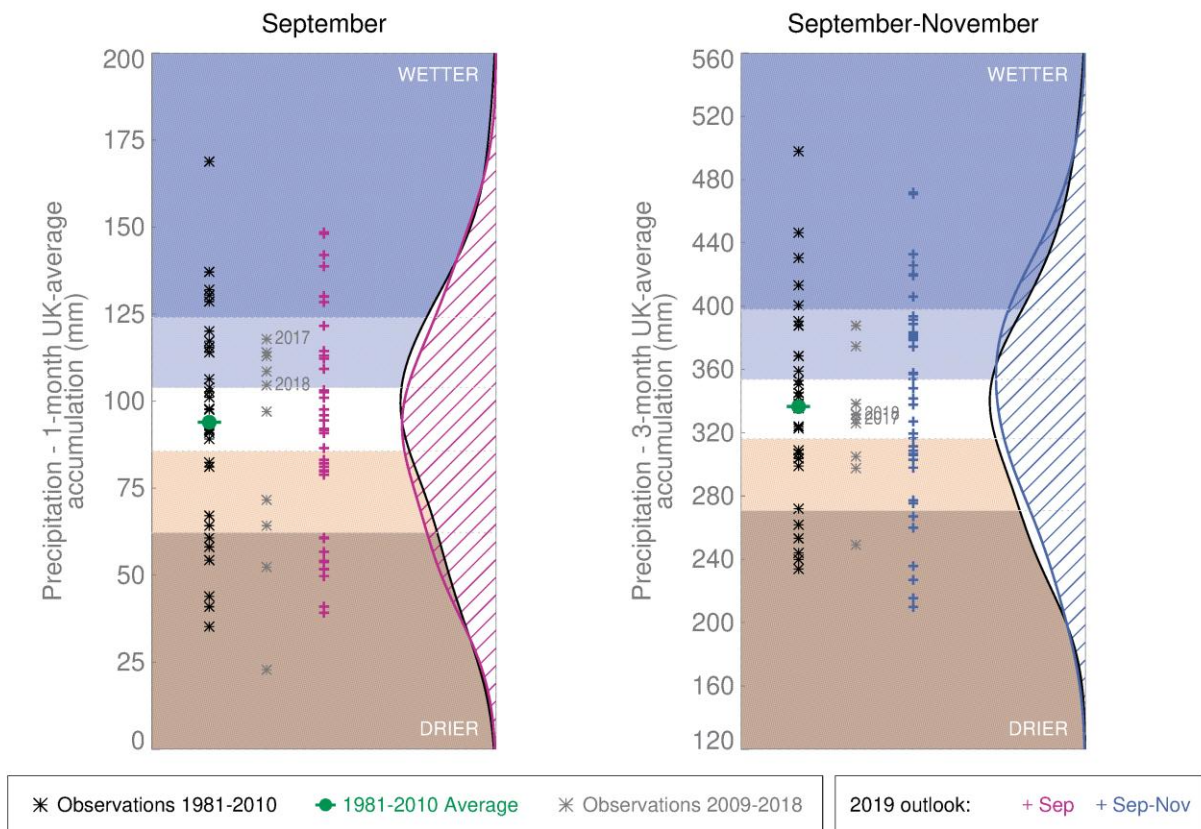 September
September-November
Precipitation - 1-month UK-average
accumulation (mm)
200
175
150
125
100
75
50
25
0
WETTER
2017
2018
DRIER
Precipitation - 3-month UK-average
accumulation (mm)
560
520
480
440
400
360
320
280
240
200
160
120
WETTER
2018
2017
DRIER
Observations 1981-2010
1981-2010 Average
Observations 2009-2018
2019 outlook:
+ Sep
+ Sep-Nov